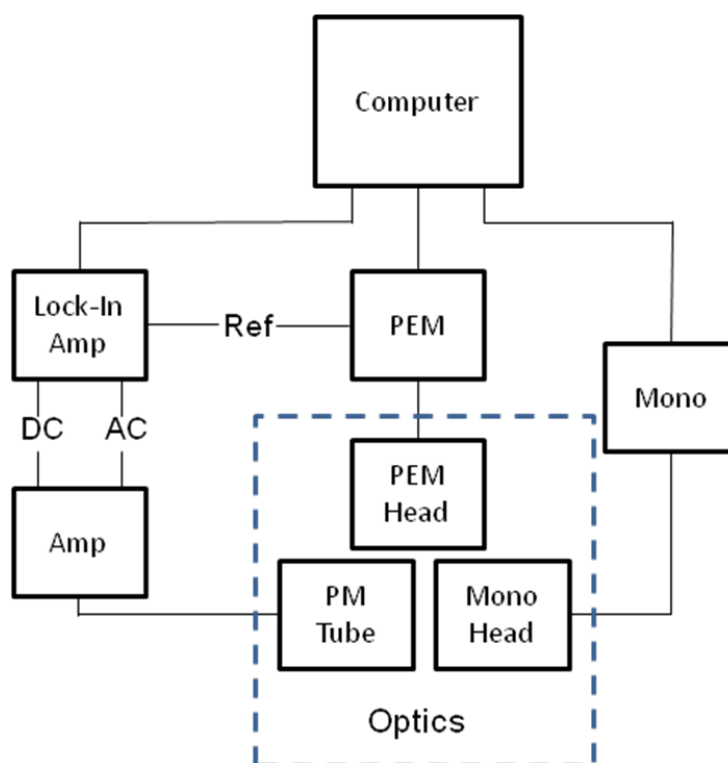 Computer
Lock-In
Amp
Ref
PEM
Mono
DC
AC
PEM
Head
Amp
PM
Tube
Mono
Head
Optics